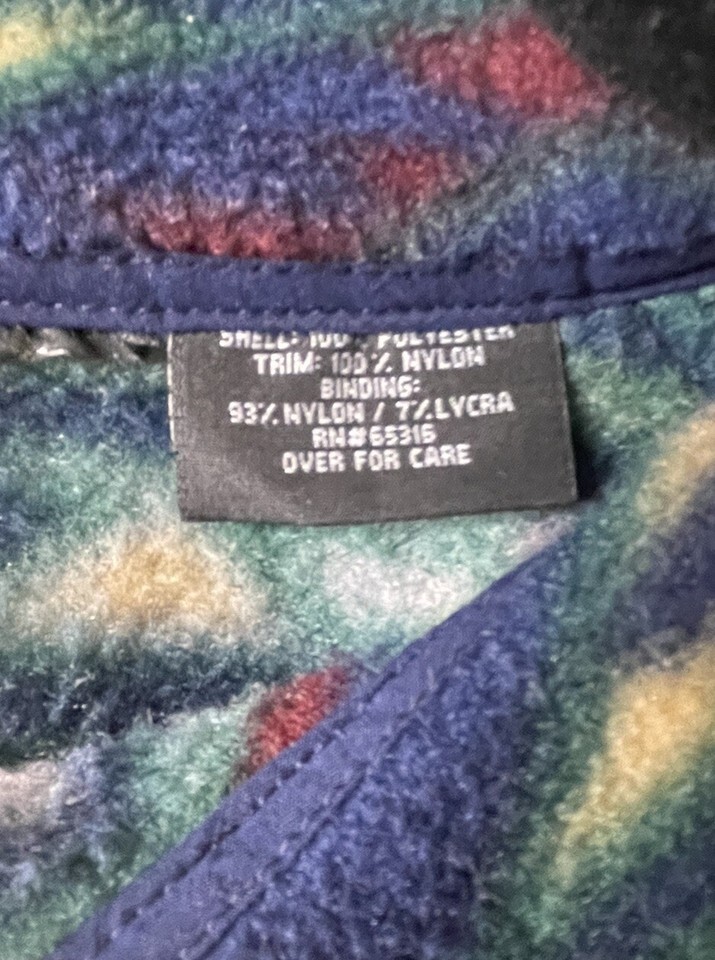 SHELL: 100% POLYESTER
TRIM: 100% NYLON
BINDING:
93% NYLON / 7% LYCRA
RN#65316
OVER FOR CARE